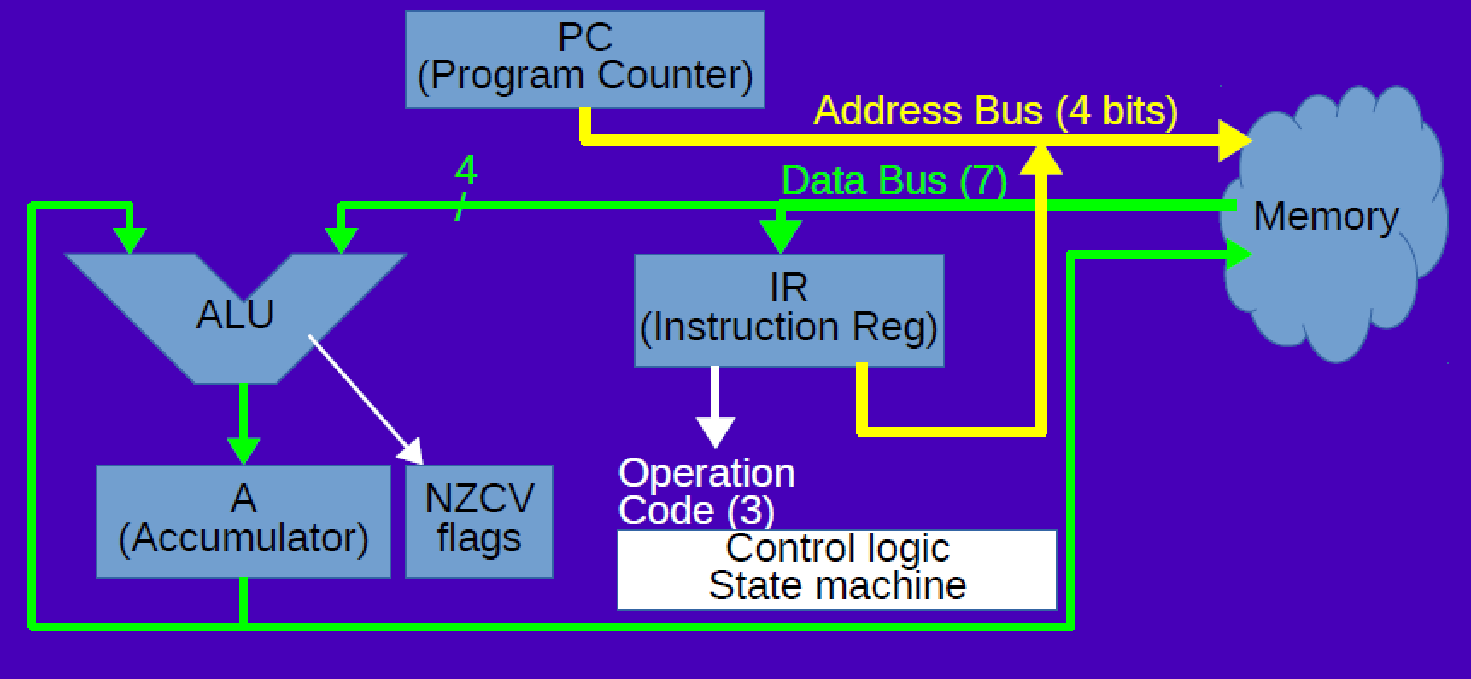 PC
(Program Counter)
Address Bus (4 bits)
4
/
Data Bus (7)
Memory
ALU
IR
(Instruction Reg)
A
(Accumulator)
NZCV
flags
Operation
Code (3)
Control logic
State machine